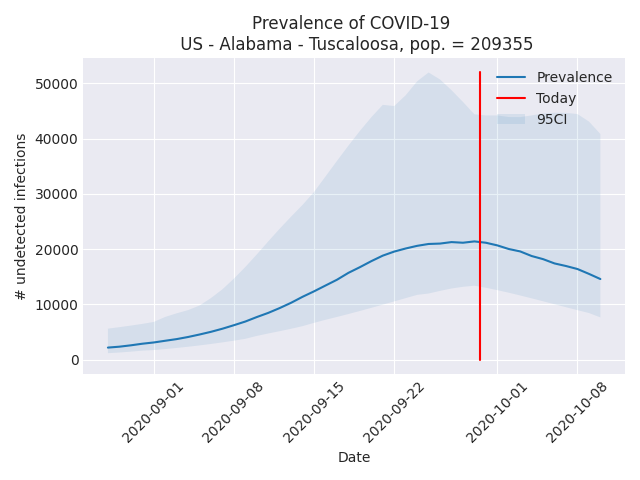 Prevalence of COVID-19
US - Alabama - Tuscaloosa, pop. = 209355
# undetected infections
50000
40000
30000
20000
10000
0
Prevalence
Today
95CI
2020-09-01
2020-09-08
2020-09-15
2020-09-22
2020-10-01
2020-10-08
Date